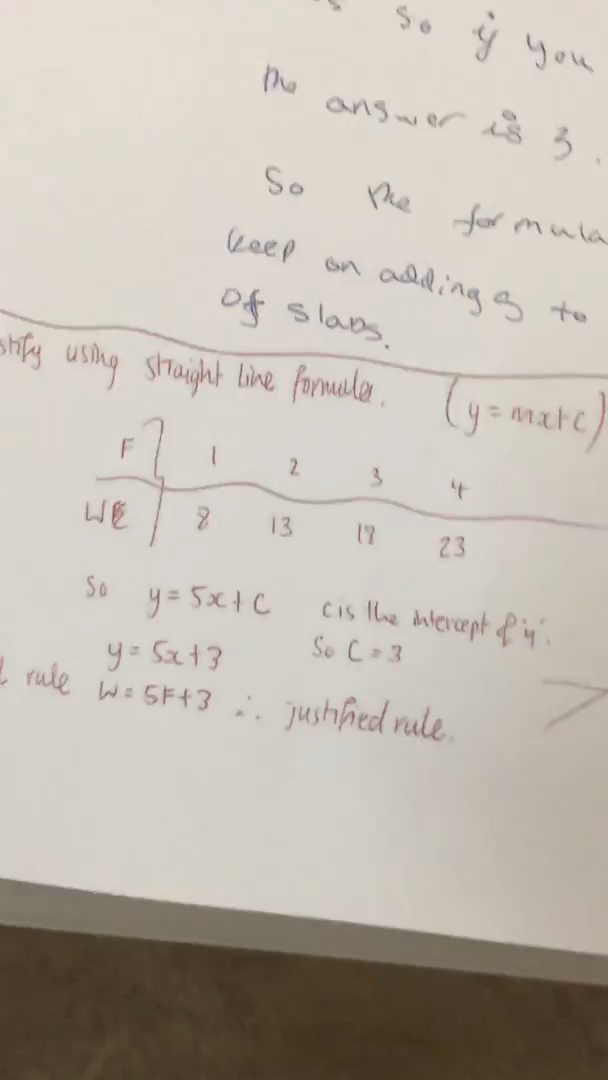 so if you
the answer is 3.
So the formula
keep on adding 5 to
of slabs.
using straight line formula. (y = mx + c)
F 1 2 3 4
W 8 13 18 23
So y = 5x + C c is the intercept of 'y'.
y = 5x + 3 So C = 3
rule W = 5F + 3 ∴ justified rule.